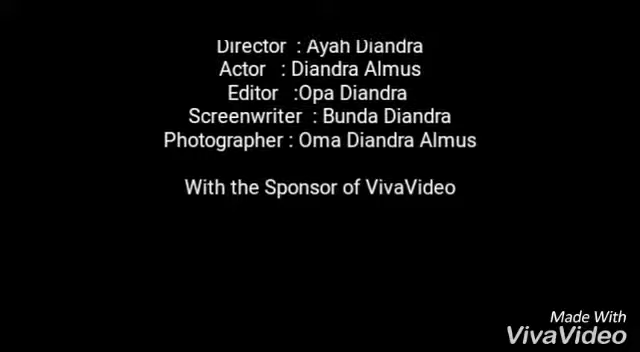 Director : Ayah Diandra
Actor : Diandra Almus
Editor :Opa Diandra
Screenwriter : Bunda Diandra
Photographer : Oma Diandra Almus
With the Sponsor of VivaVideo
Made With
VivaVideo